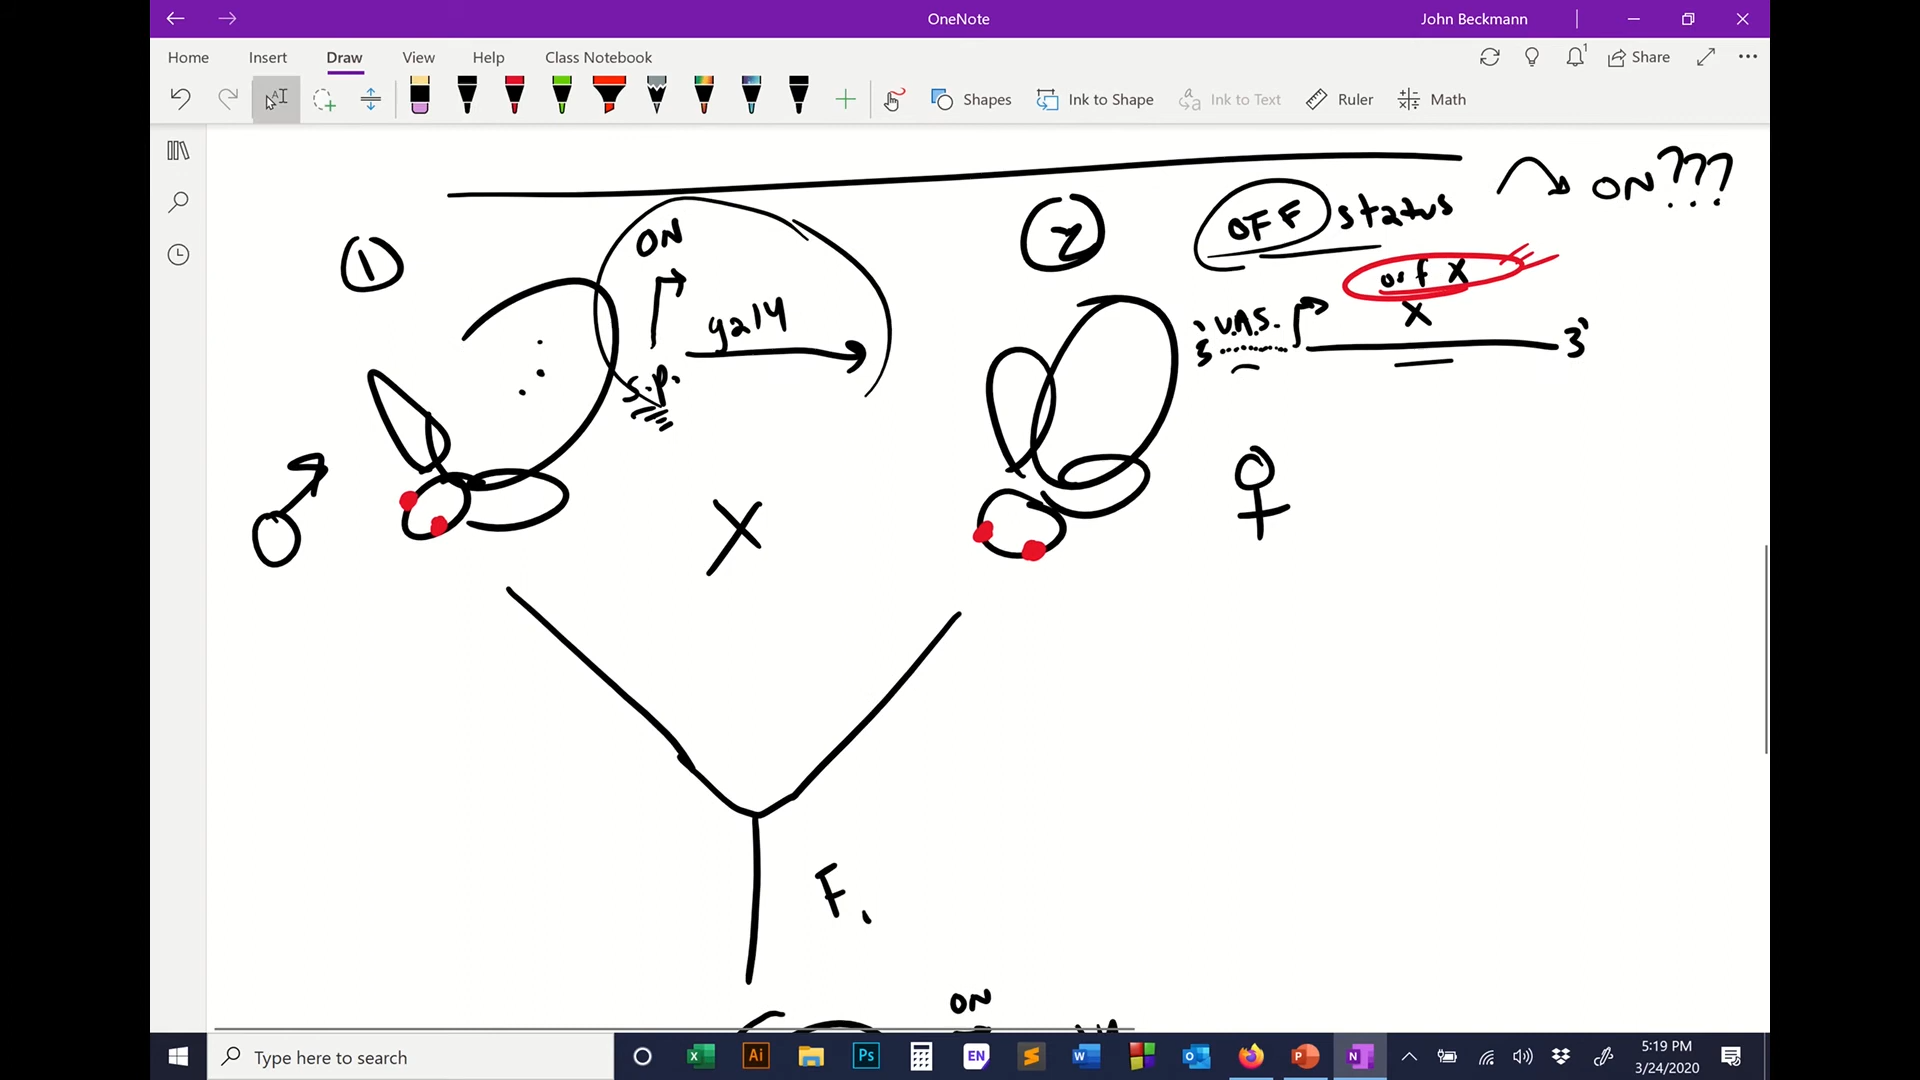 OneNote
John Beckmann
Home Insert Draw View Help Class Notebook
1
Share
Shapes Ink to Shape Ink to Text Ruler Math
ON???
OFF status
1
ON
2
orf X
gal4
U.A.S.
X
5' 3'
S.P.
X
F1
ON
Type here to search
5:19 PM
3/24/2020